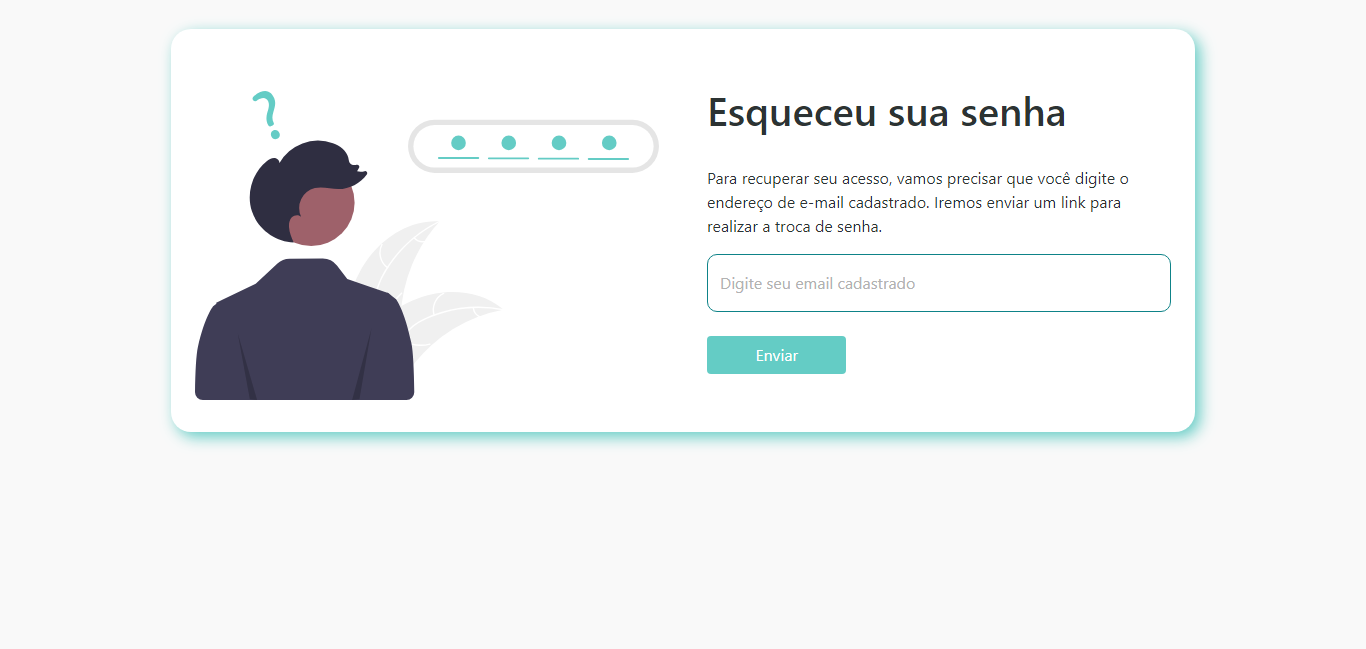 ?
Esqueceu sua senha
Para recuperar seu acesso, vamos precisar que você digite o
endereço de e-mail cadastrado. Iremos enviar um link para
realizar a troca de senha.
Digite seu email cadastrado
Enviar